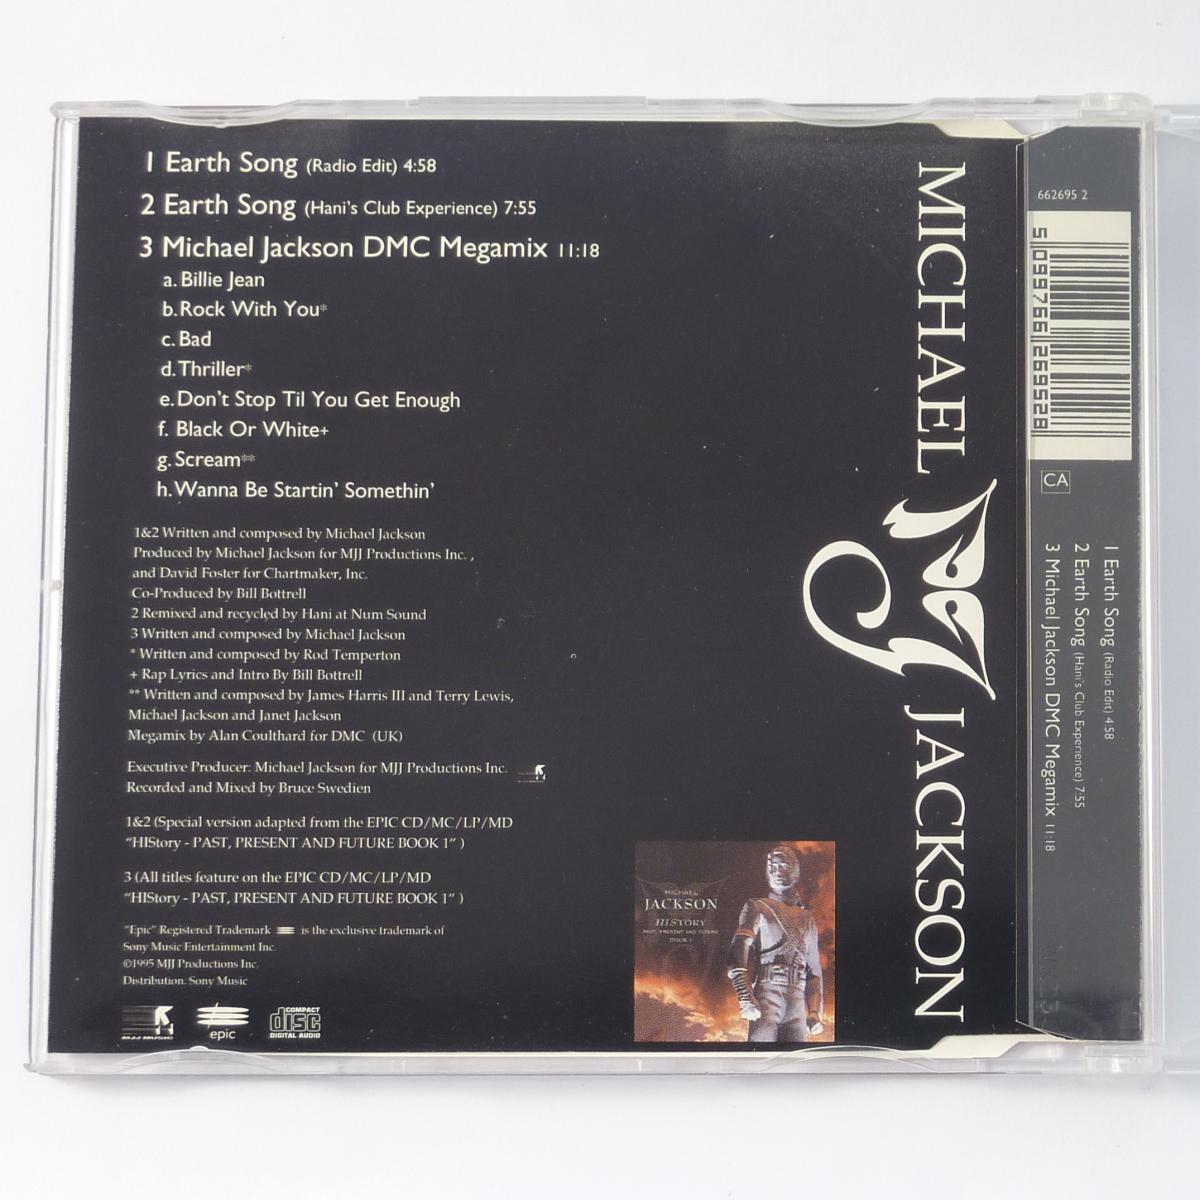 1 Earth Song (Radio Edit) 4:58
2 Earth Song (Hani's Club Experience) 7:55
3 Michael Jackson DMC Megamix 11:18
a. Billie Jean
b. Rock With You*
c. Bad
d. Thriller*
e. Don't Stop Til You Get Enough
f. Black Or White+
g. Scream**
h. Wanna Be Startin' Somethin'
1&2 Written and composed by Michael Jackson
Produced by Michael Jackson for MJJ Productions Inc. ,
and David Foster for Chartmaker, Inc.
Co-Produced by Bill Bottrell
2 Remixed and recycled by Hani at Num Sound
3 Written and composed by Michael Jackson
* Written and composed by Rod Temperton
+ Rap Lyrics and Intro By Bill Bottrell
** Written and composed by James Harris III and Terry Lewis,
Michael Jackson and Janet Jackson
Megamix by Alan Coulthard for DMC (UK)
Executive Producer: Michael Jackson for MJJ Productions Inc.
Recorded and Mixed by Bruce Swedien
1&2 (Special version adapted from the EPIC CD/MC/LP/MD
"HIStory - PAST, PRESENT AND FUTURE BOOK 1" )
3 (All titles feature on the EPIC CD/MC/LP/MD
"HIStory - PAST, PRESENT AND FUTURE BOOK 1" )
"Epic" Registered Trademark is the exclusive trademark of
Sony Music Entertainment Inc.
©1995 MJJ Productions Inc.
Distribution: Sony Music
MJJ MUSIC
epic
COMPACT
disc
DIGITAL AUDIO
MICHAEL
JACKSON
HISTORY
PAST, PRESENT AND FUTURE
BOOK I
MICHAEL JACKSON
662695 2
5 099766 269528
CA
1 Earth Song (Radio Edit) 4:58
2 Earth Song (Hani's Club Experience) 7:55
3 Michael Jackson DMC Megamix 11:18